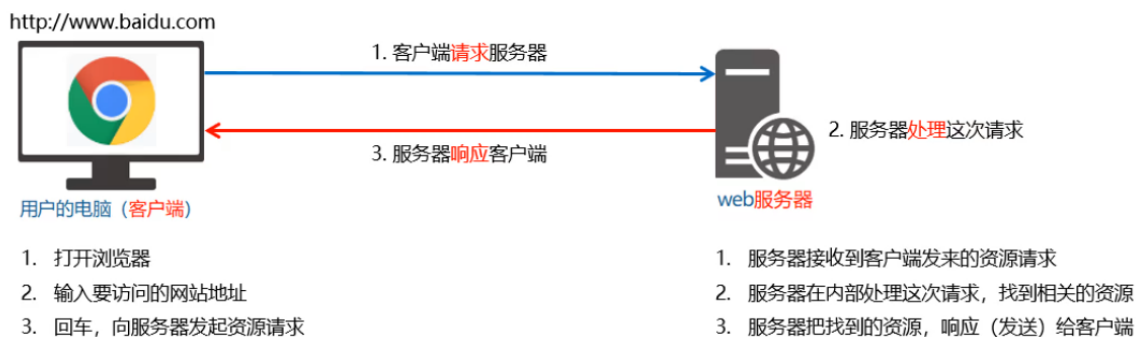 http://www.baidu.com
1. 客户端请求服务器
2. 服务器处理这次请求
3. 服务器响应客户端
用户的电脑（客户端）
web服务器
1. 打开浏览器
2. 输入要访问的网站地址
3. 回车，向服务器发起资源请求
1. 服务器接收到客户端发来的资源请求
2. 服务器在内部处理这次请求，找到相关的资源
3. 服务器把找到的资源，响应（发送）给客户端